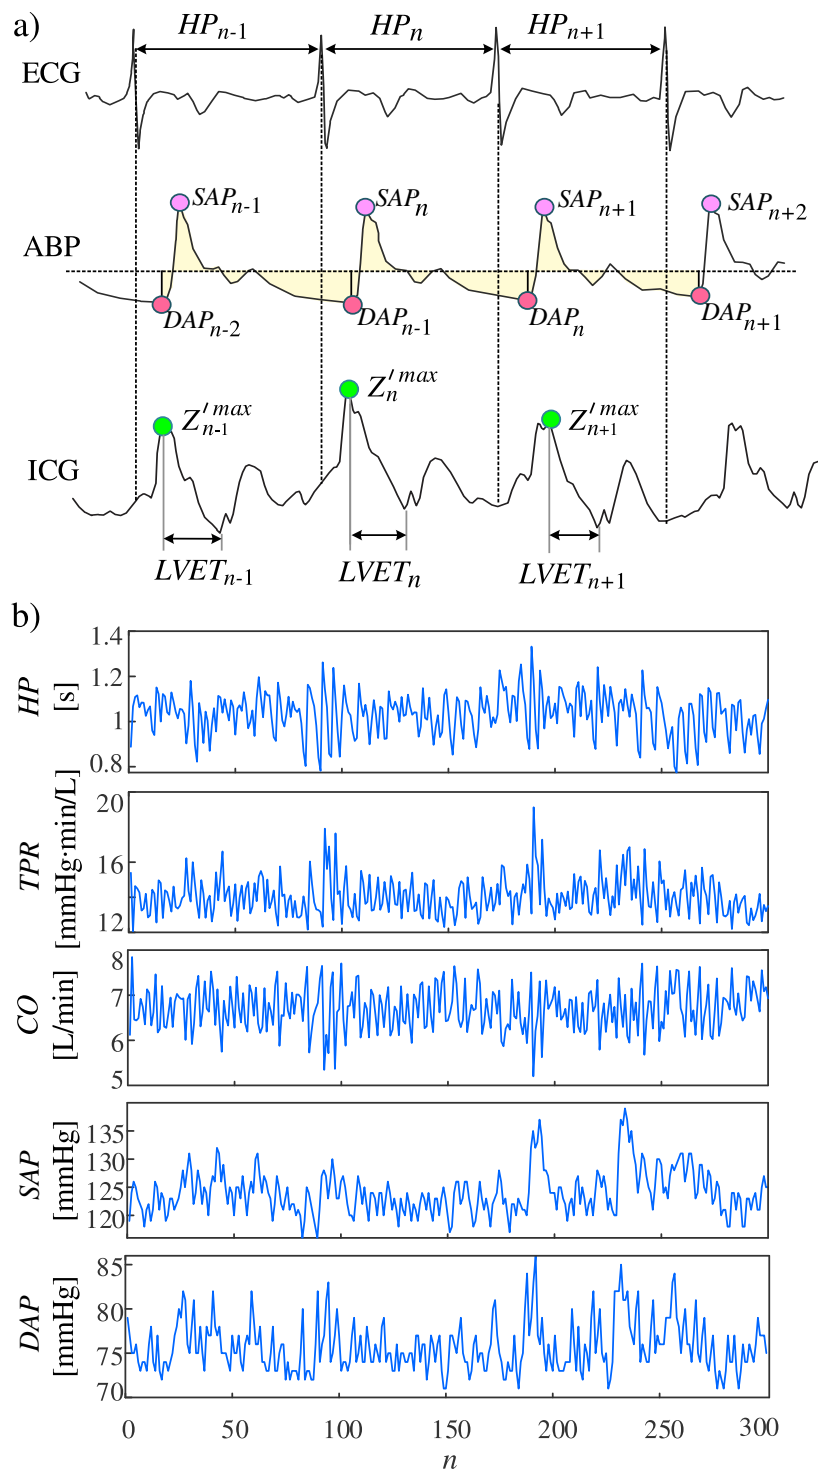 a)
HPn-1 HPn HPn+1
ECG
SAPn-1 SAPn SAPn+1 SAPn+2
ABP
DAPn-2 DAPn-1 DAPn DAPn+1
Z'maxn-1 Z'maxn Z'maxn+1
ICG
LVETn-1 LVETn LVETn+1
b)
HP
[s]
1.4
1.2
1
0.8
TPR
[mmHg·min/L]
20
16
12
CO
[L/min]
8
7
6
5
SAP
[mmHg]
135
130
125
120
DAP
[mmHg]
85
80
75
70
0 50 100 150 200 250 300
n